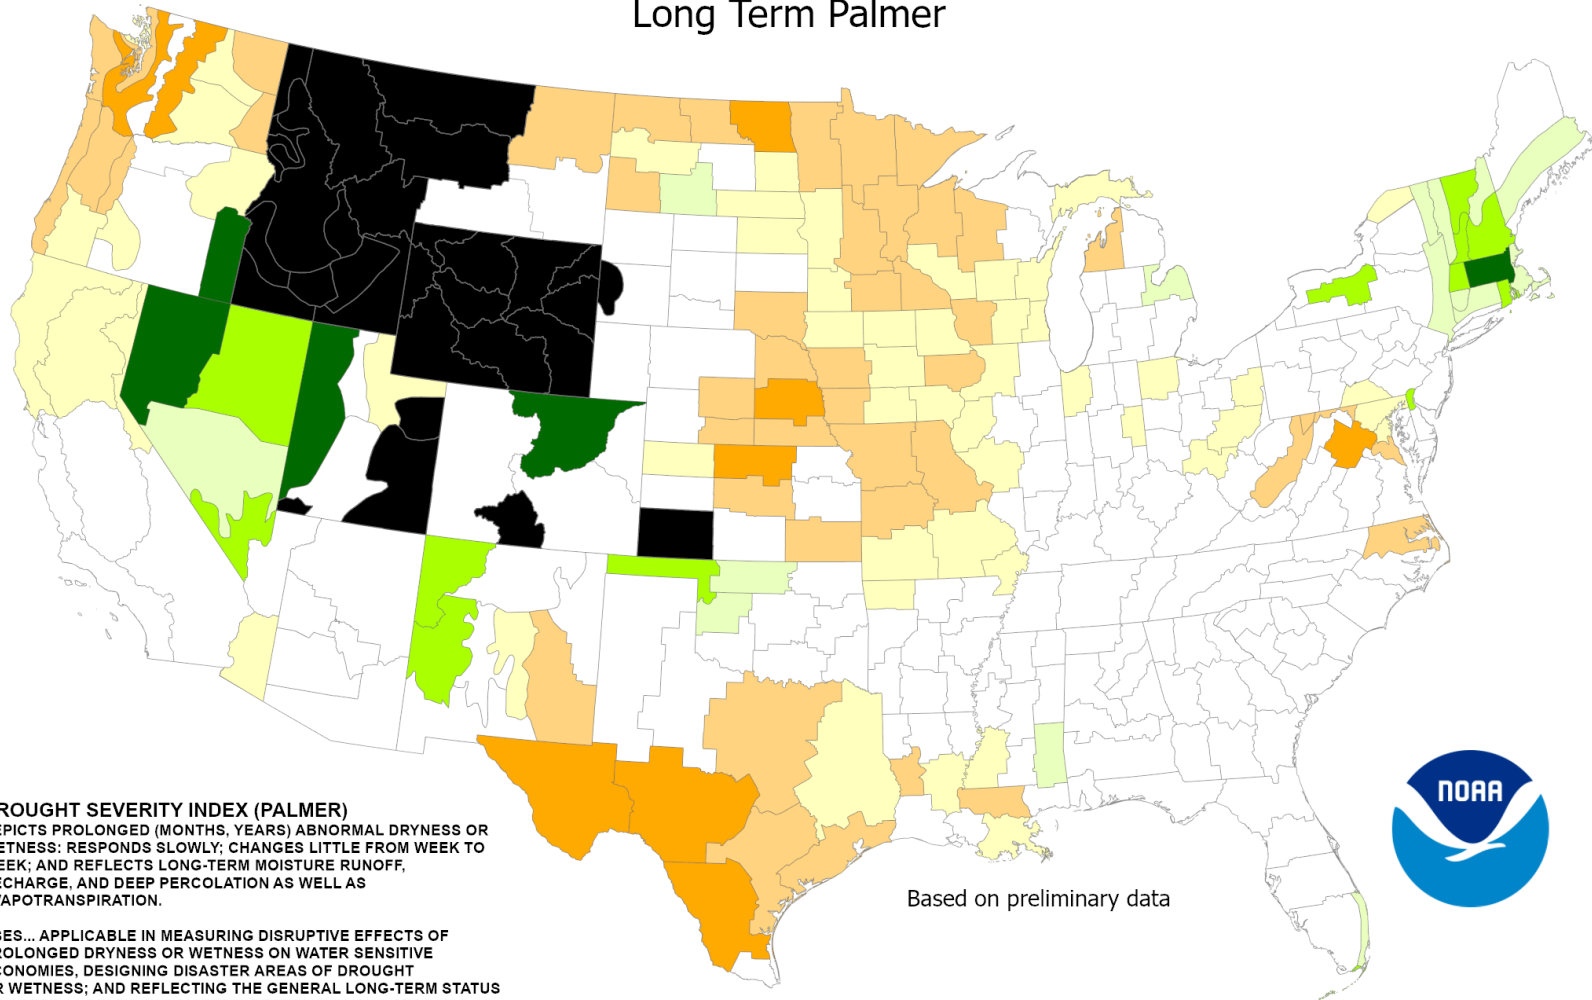 Long Term Palmer
ROUGHT SEVERITY INDEX (PALMER)
EPICTS PROLONGED (MONTHS, YEARS) ABNORMAL DRYNESS OR
ETNESS: RESPONDS SLOWLY; CHANGES LITTLE FROM WEEK TO
EEK; AND REFLECTS LONG-TERM MOISTURE RUNOFF,
ECHARGE, AND DEEP PERCOLATION AS WELL AS
VAPOTRANSPIRATION.
SES... APPLICABLE IN MEASURING DISRUPTIVE EFFECTS OF
ROLONGED DRYNESS OR WETNESS ON WATER SENSITIVE
CONOMIES, DESIGNING DISASTER AREAS OF DROUGHT
R WETNESS; AND REFLECTING THE GENERAL LONG-TERM STATUS
Based on preliminary data
NOAA